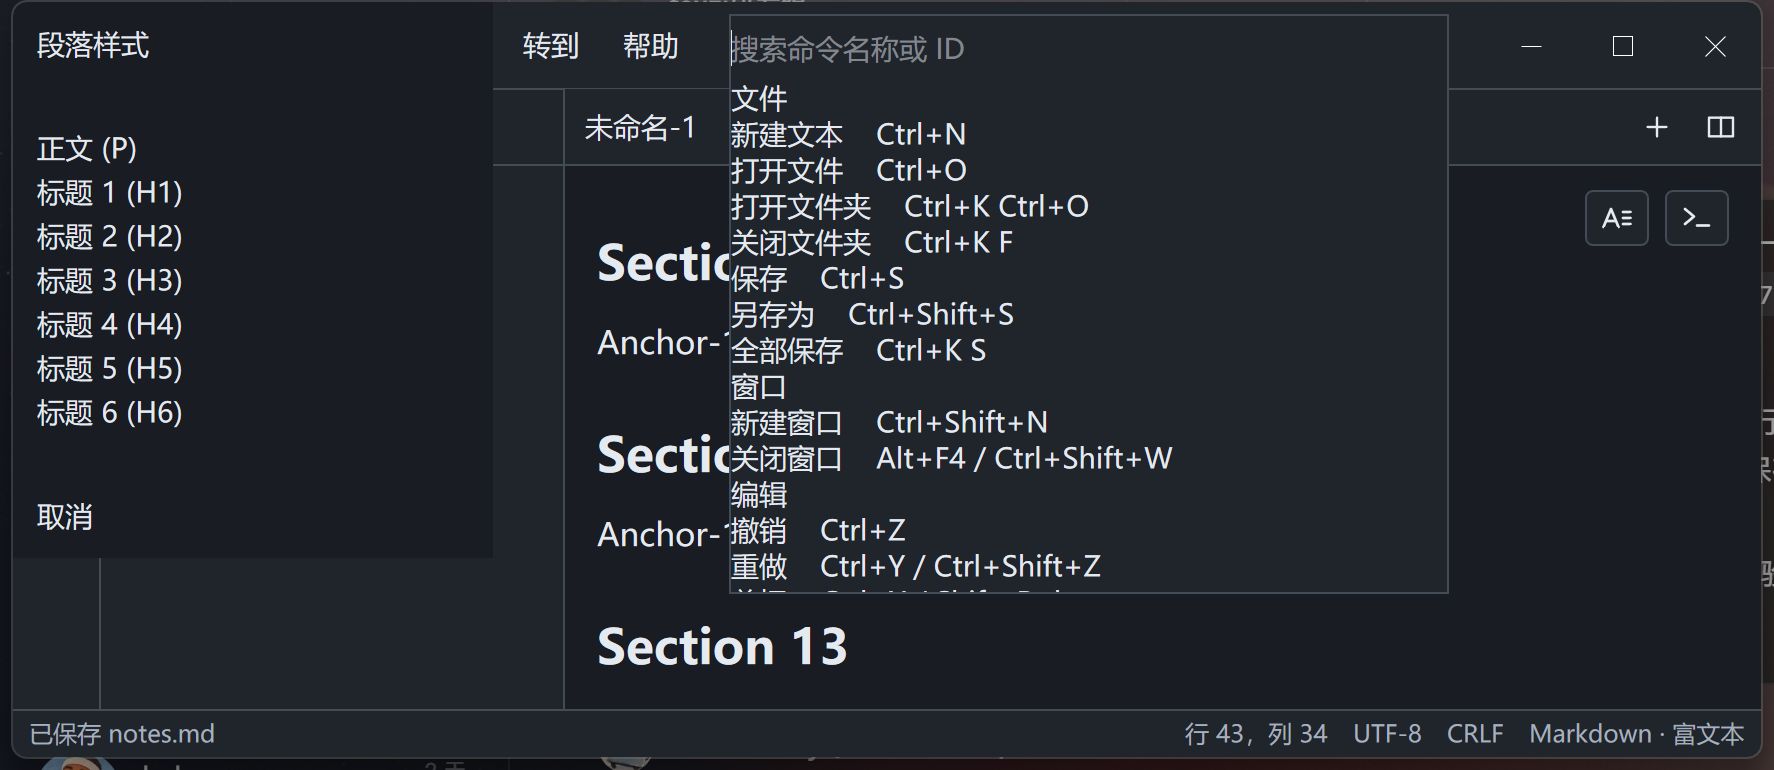 段落样式
正文 (P)
标题 1 (H1)
标题 2 (H2)
标题 3 (H3)
标题 4 (H4)
标题 5 (H5)
标题 6 (H6)
取消
转到 帮助
搜索命令名称或 ID
文件
新建文本 Ctrl+N
打开文件 Ctrl+O
打开文件夹 Ctrl+K Ctrl+O
关闭文件夹 Ctrl+K F
保存 Ctrl+S
另存为 Ctrl+Shift+S
全部保存 Ctrl+K S
窗口
新建窗口 Ctrl+Shift+N
关闭窗口 Alt+F4 / Ctrl+Shift+W
编辑
撤销 Ctrl+Z
重做 Ctrl+Y / Ctrl+Shift+Z
未命名-1
Section 13
已保存 notes.md
行 43，列 34 UTF-8 CRLF Markdown · 富文本